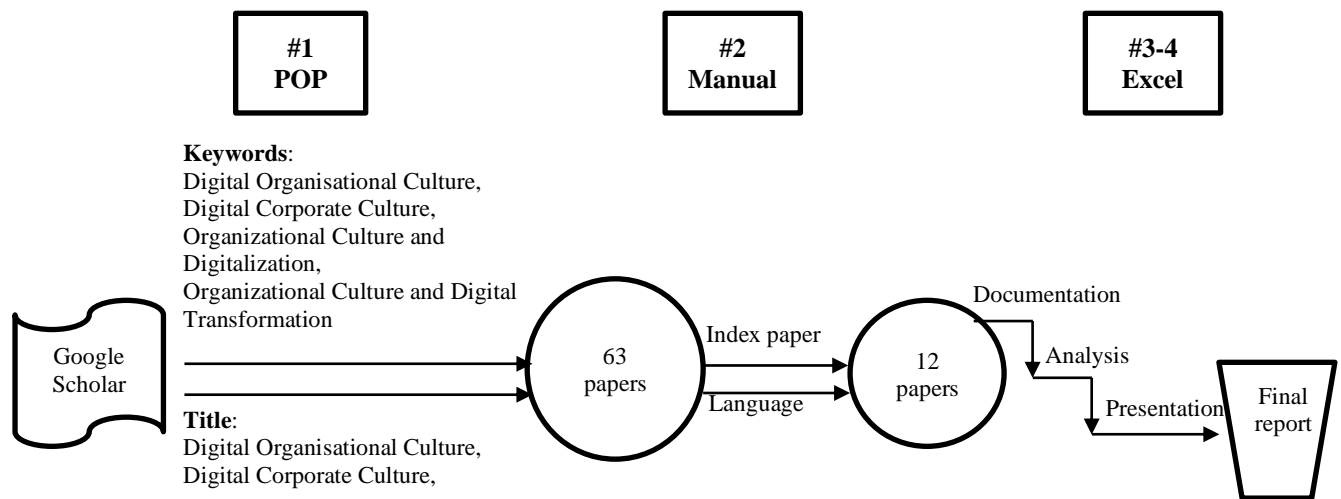 #1
POP
#2
Manual
#3-4
Excel
Keywords:
Digital Organisational Culture,
Digital Corporate Culture,
Organizational Culture and
Digitalization,
Organizational Culture and Digital
Transformation
Google
Scholar
Title:
Digital Organisational Culture,
Digital Corporate Culture,
63
papers
Index paper
Language
12
papers
Documentation
Analysis
Presentation
Final
report